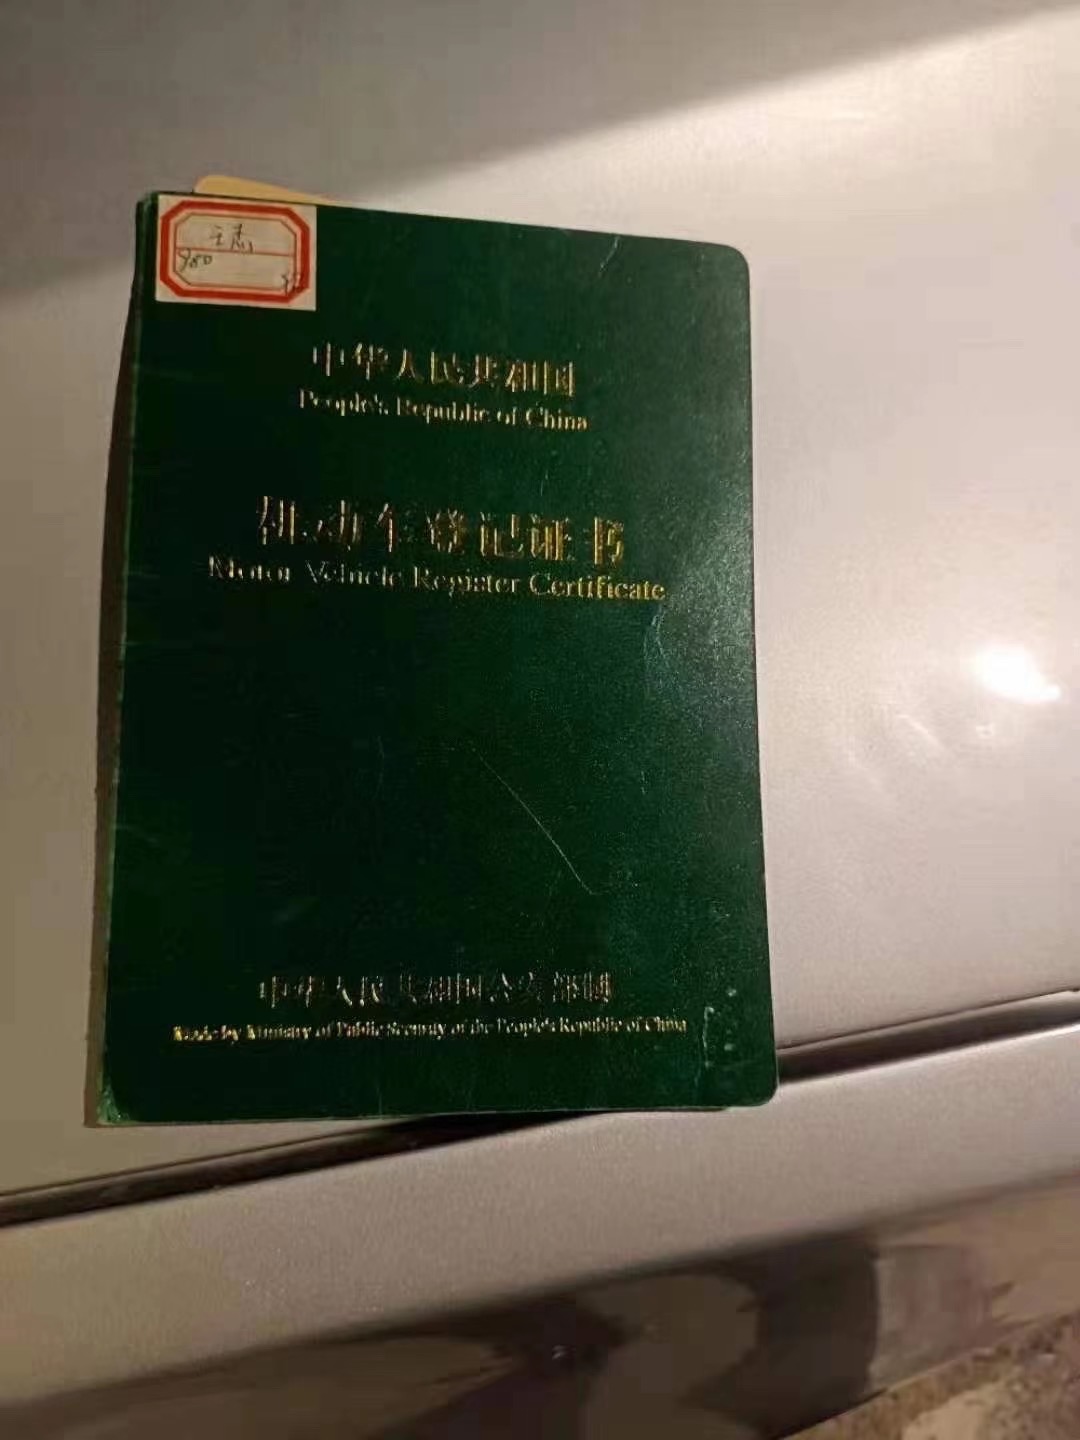 980
中华人民共和国
People's Republic of China
机动车登记证书
Motor Vehicle Register Certificate
中华人民共和国公安部制
Made by Ministry of Public Security of the People's Republic of China